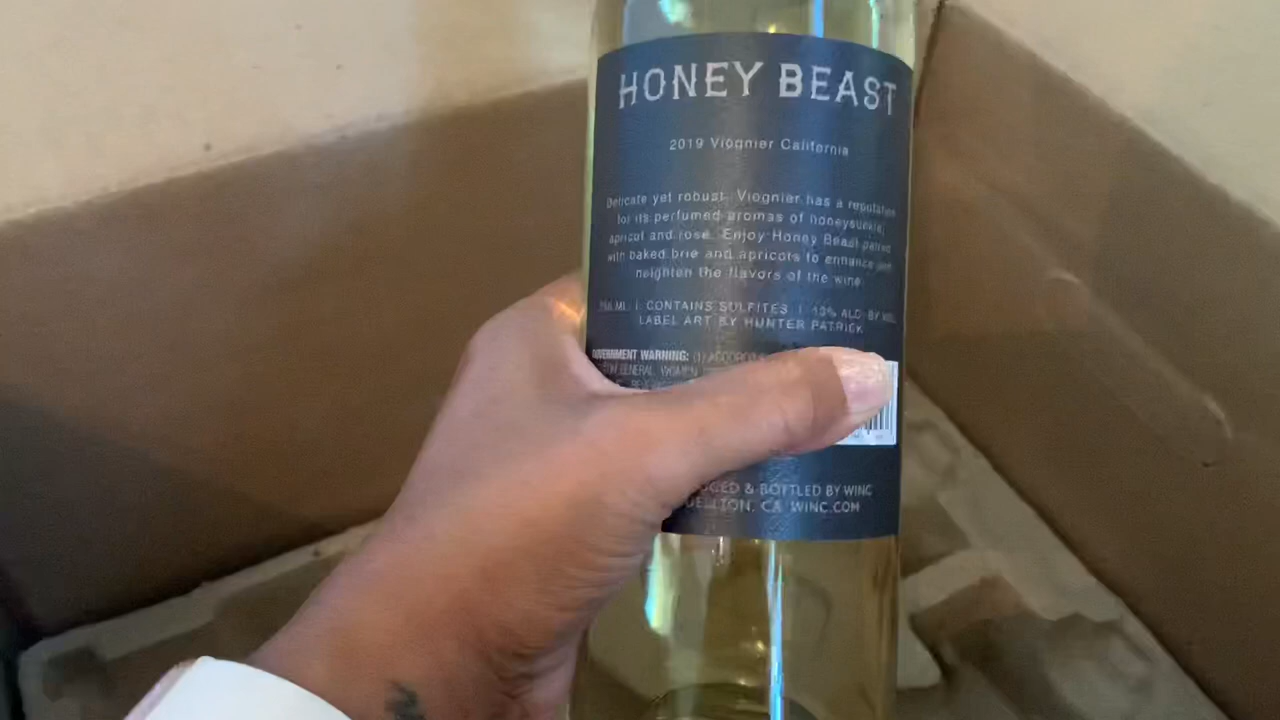 HONEY BEAST
2019 Viognier California
Delicate yet robust, Viognier has a reputation
for its perfumed aromas of honeysuckle,
apricot and rose. Enjoy Honey Beast paired
with baked brie and apricots to enhance and
heighten the flavors of the wine.
ML | CONTAINS SULFITES | 13% ALC BY VOL
LABEL ART BY HUNTER PATRICK
GOVERNMENT WARNING: (1)
GENERAL, WOMEN
& BOTTLED BY WINC
CA WINC.COM